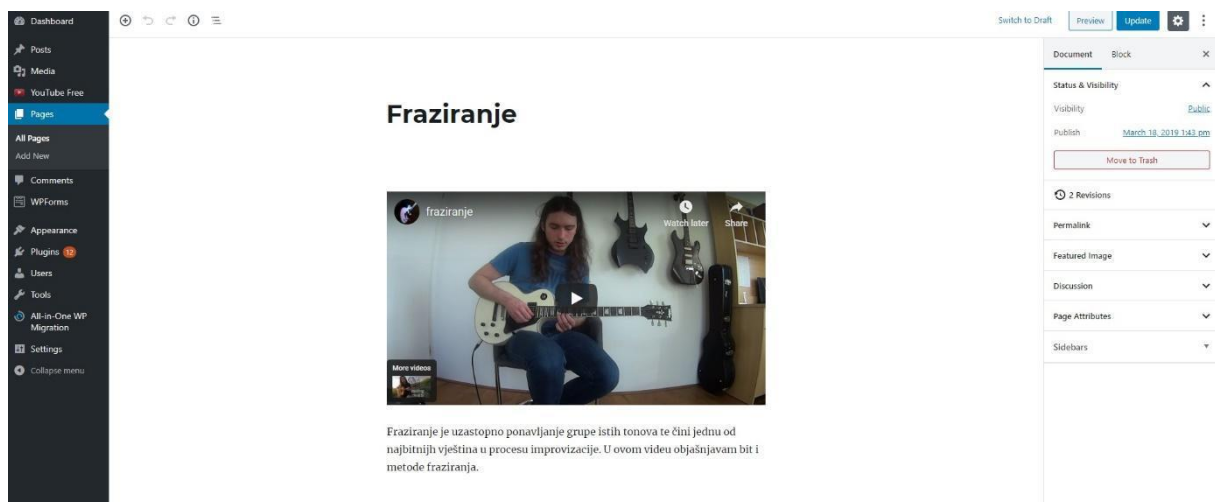 Dashboard
Posts
Media
YouTube Free
Pages
All Pages
Add New
Comments
WPForms
Appearance
Plugins 12
Users
Tools
All-in-One WP
Migration
Settings
Collapse menu
Switch to Draft Preview Update
Fraziranje
fraziranje
Watch later Share
More videos
Fraziranje je uzastopno ponavljanje grupe istih tonova te čini jednu od
najbitnijh vještina u procesu improvizacije. U ovom videu objašnjavam bit i
metode fraziranja.
Document Block
Status & Visibility
Visibility Public
Publish March 18, 2019 1:43 pm
Move to Trash
2 Revisions
Permalink
Featured Image
Discussion
Page Attributes
Sidebars